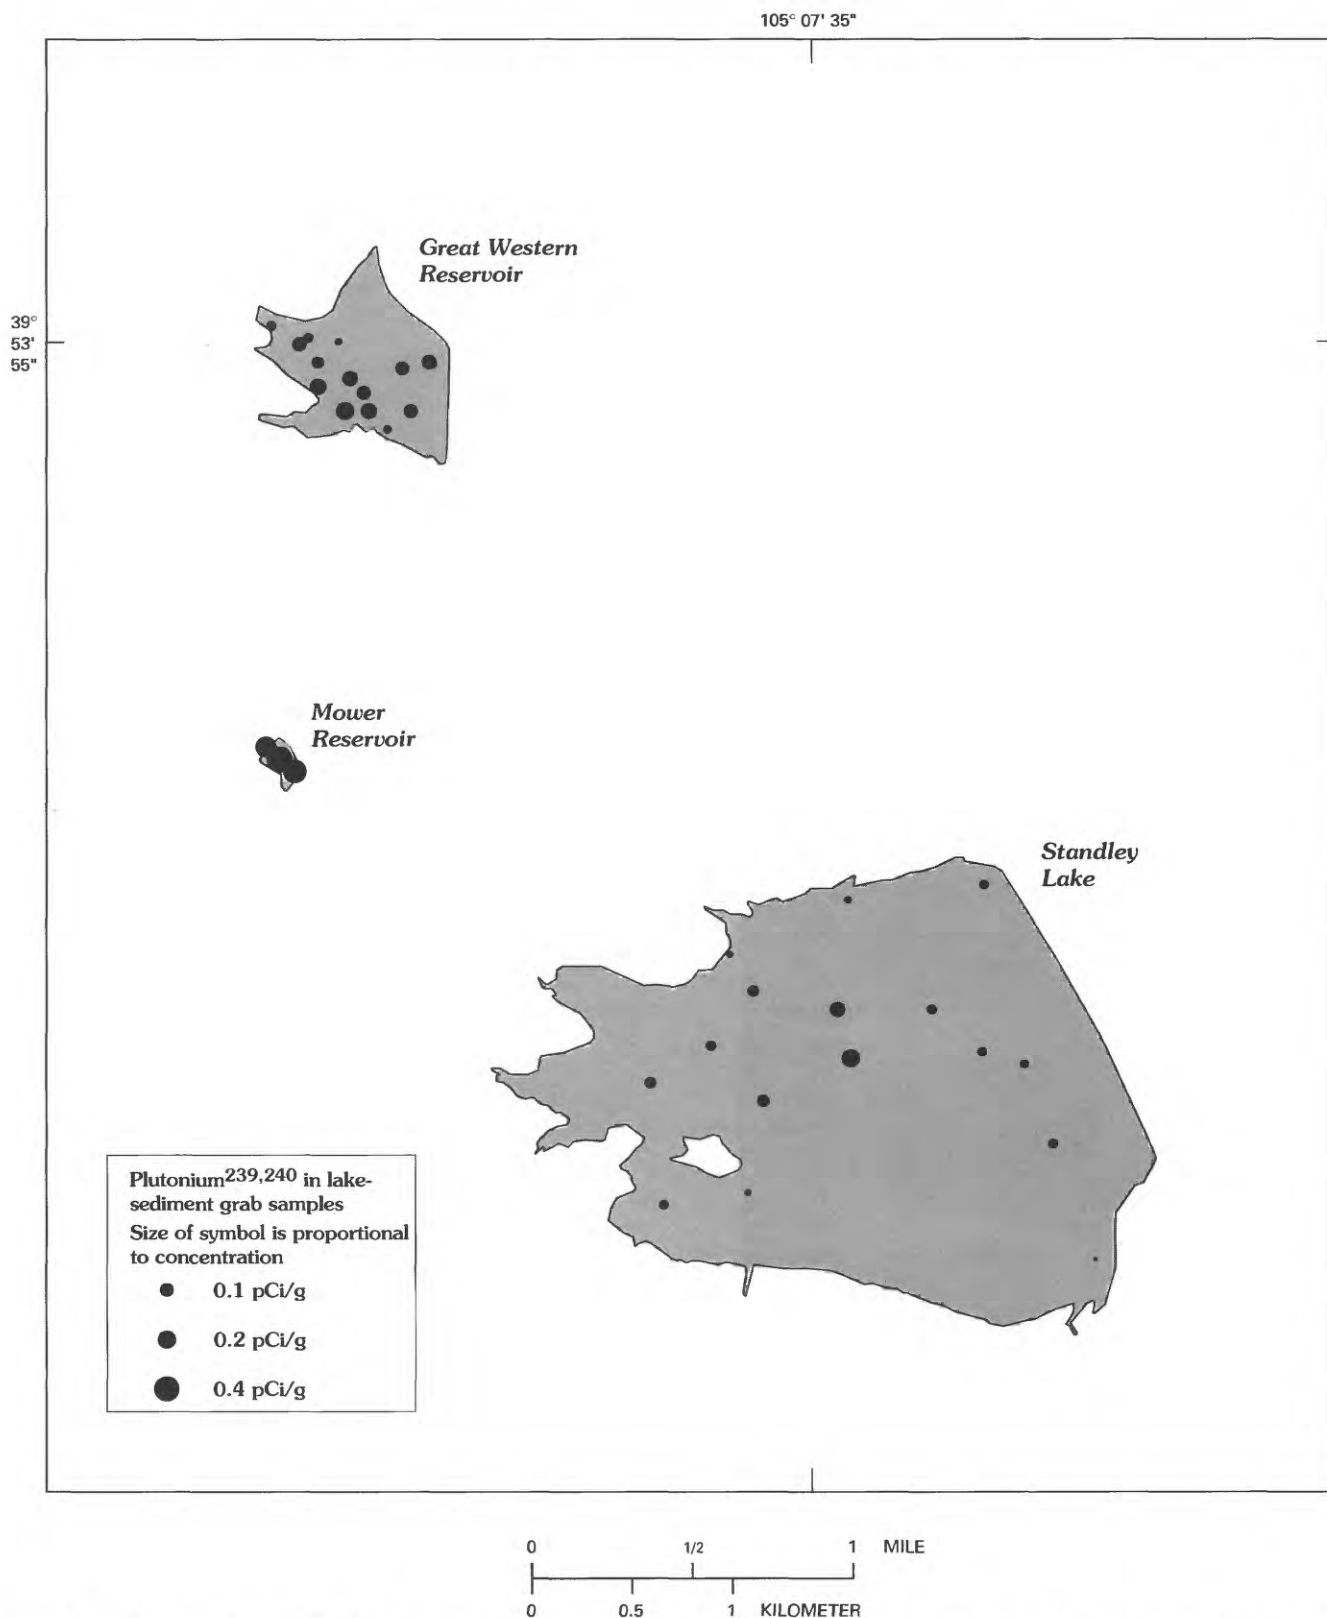 105° 07' 35"
Great Western
Reservoir
39°
53'
55"
Mower
Reservoir
Standley
Lake
Plutonium239,240 in lake-
sediment grab samples
Size of symbol is proportional
to concentration
0.1 pCi/g
0.2 pCi/g
0.4 pCi/g
0 1/2 1 MILE
0 0.5 1 KILOMETER